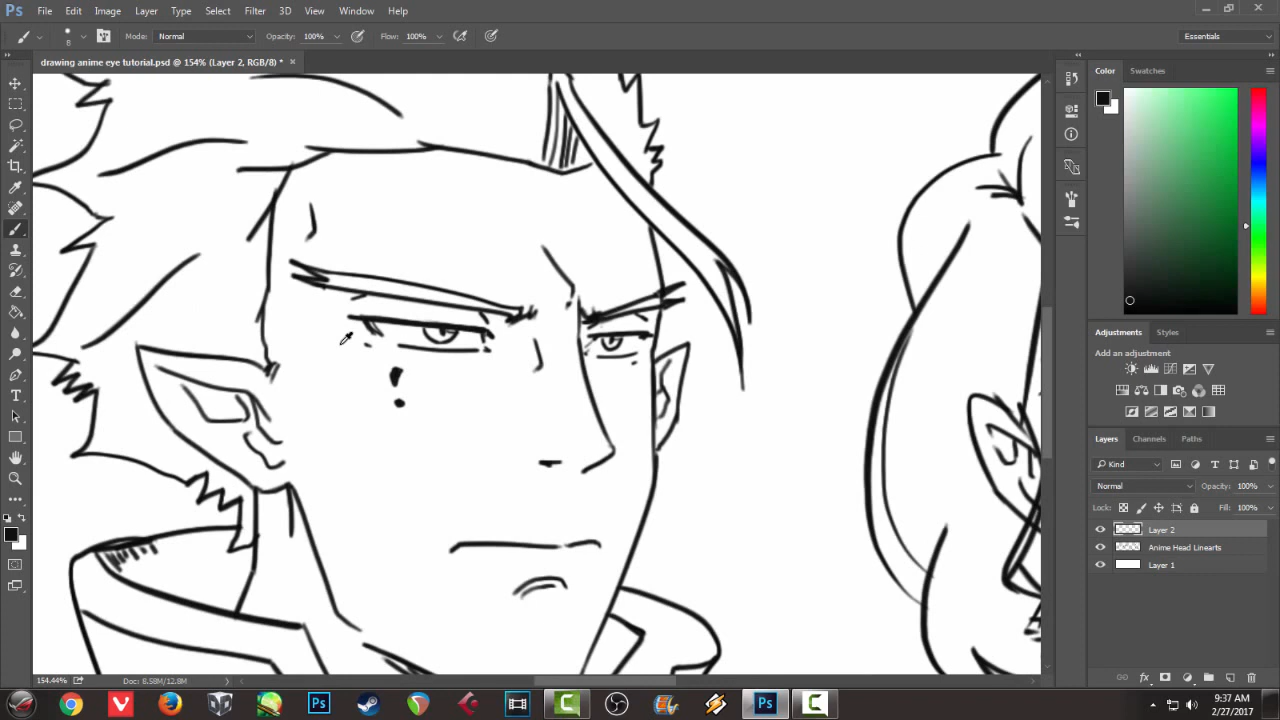 Ps File Edit Image Layer Type Select Filter 3D View Window Help
8 Mode: Normal Opacity: 100% Flow: 100% Essentials
drawing anime eye tutorial.psd @ 154% (Layer 2, RGB/8) * ×
Color Swatches
Adjustments Styles
Add an adjustment
Layers Channels Paths
Kind
Normal Opacity: 100%
Lock: Fill: 100%
Layer 2
Anime Head Linearts
Layer 1
154.44% Doc: 8.58M/12.8M
Ps Ps
9:37 AM
2/27/2017